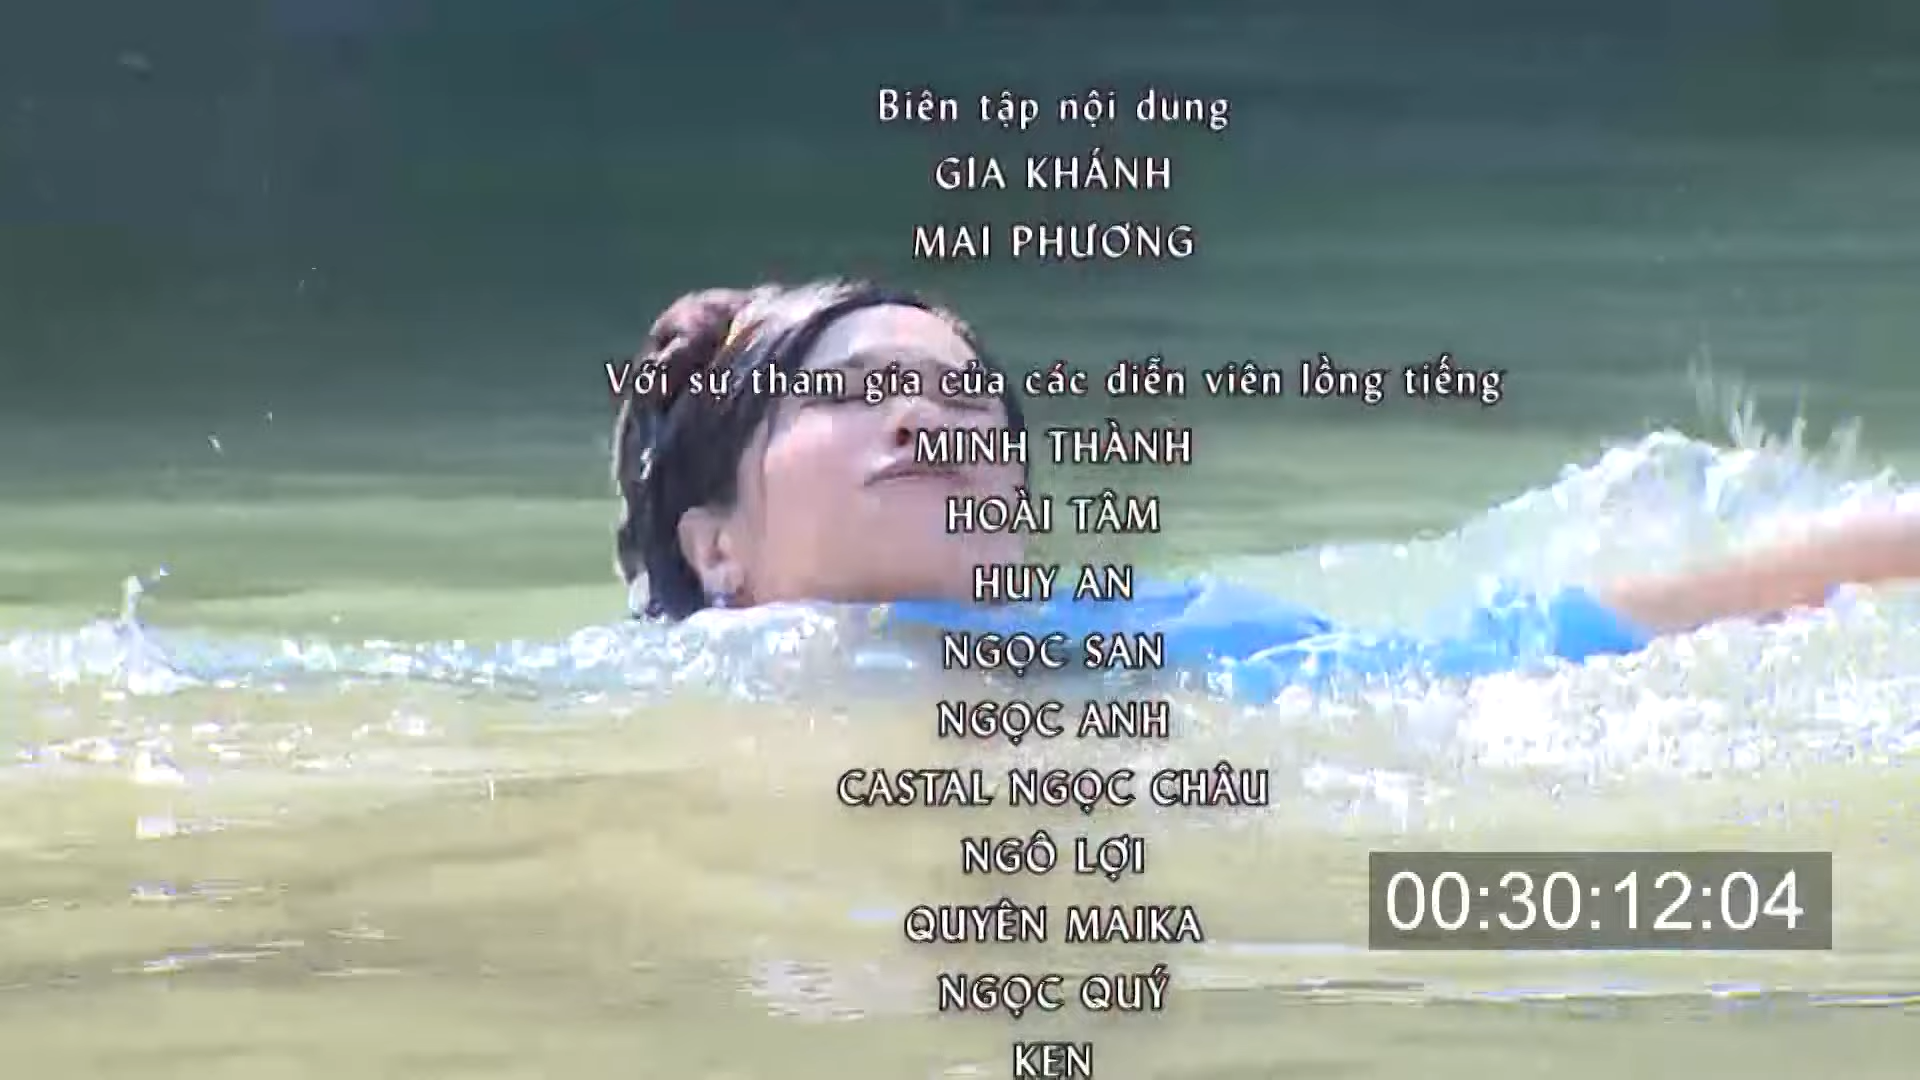 Biên tập nội dung
GIA KHÁNH
MAI PHƯƠNG
Với sự tham gia của các diễn viên lồng tiếng
MINH THÀNH
HOÀI TÂM
HUY AN
NGỌC SAN
NGỌC ANH
CASTAL NGỌC CHÂU
NGÔ LỢI
QUYÊN MAIKA
00:30:12:04
NGỌC QUÝ
KEN